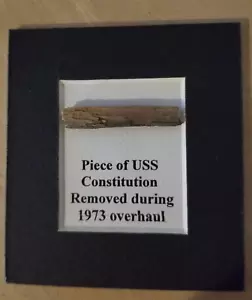 Piece of USS
Constitution
Removed during
1973 overhaul